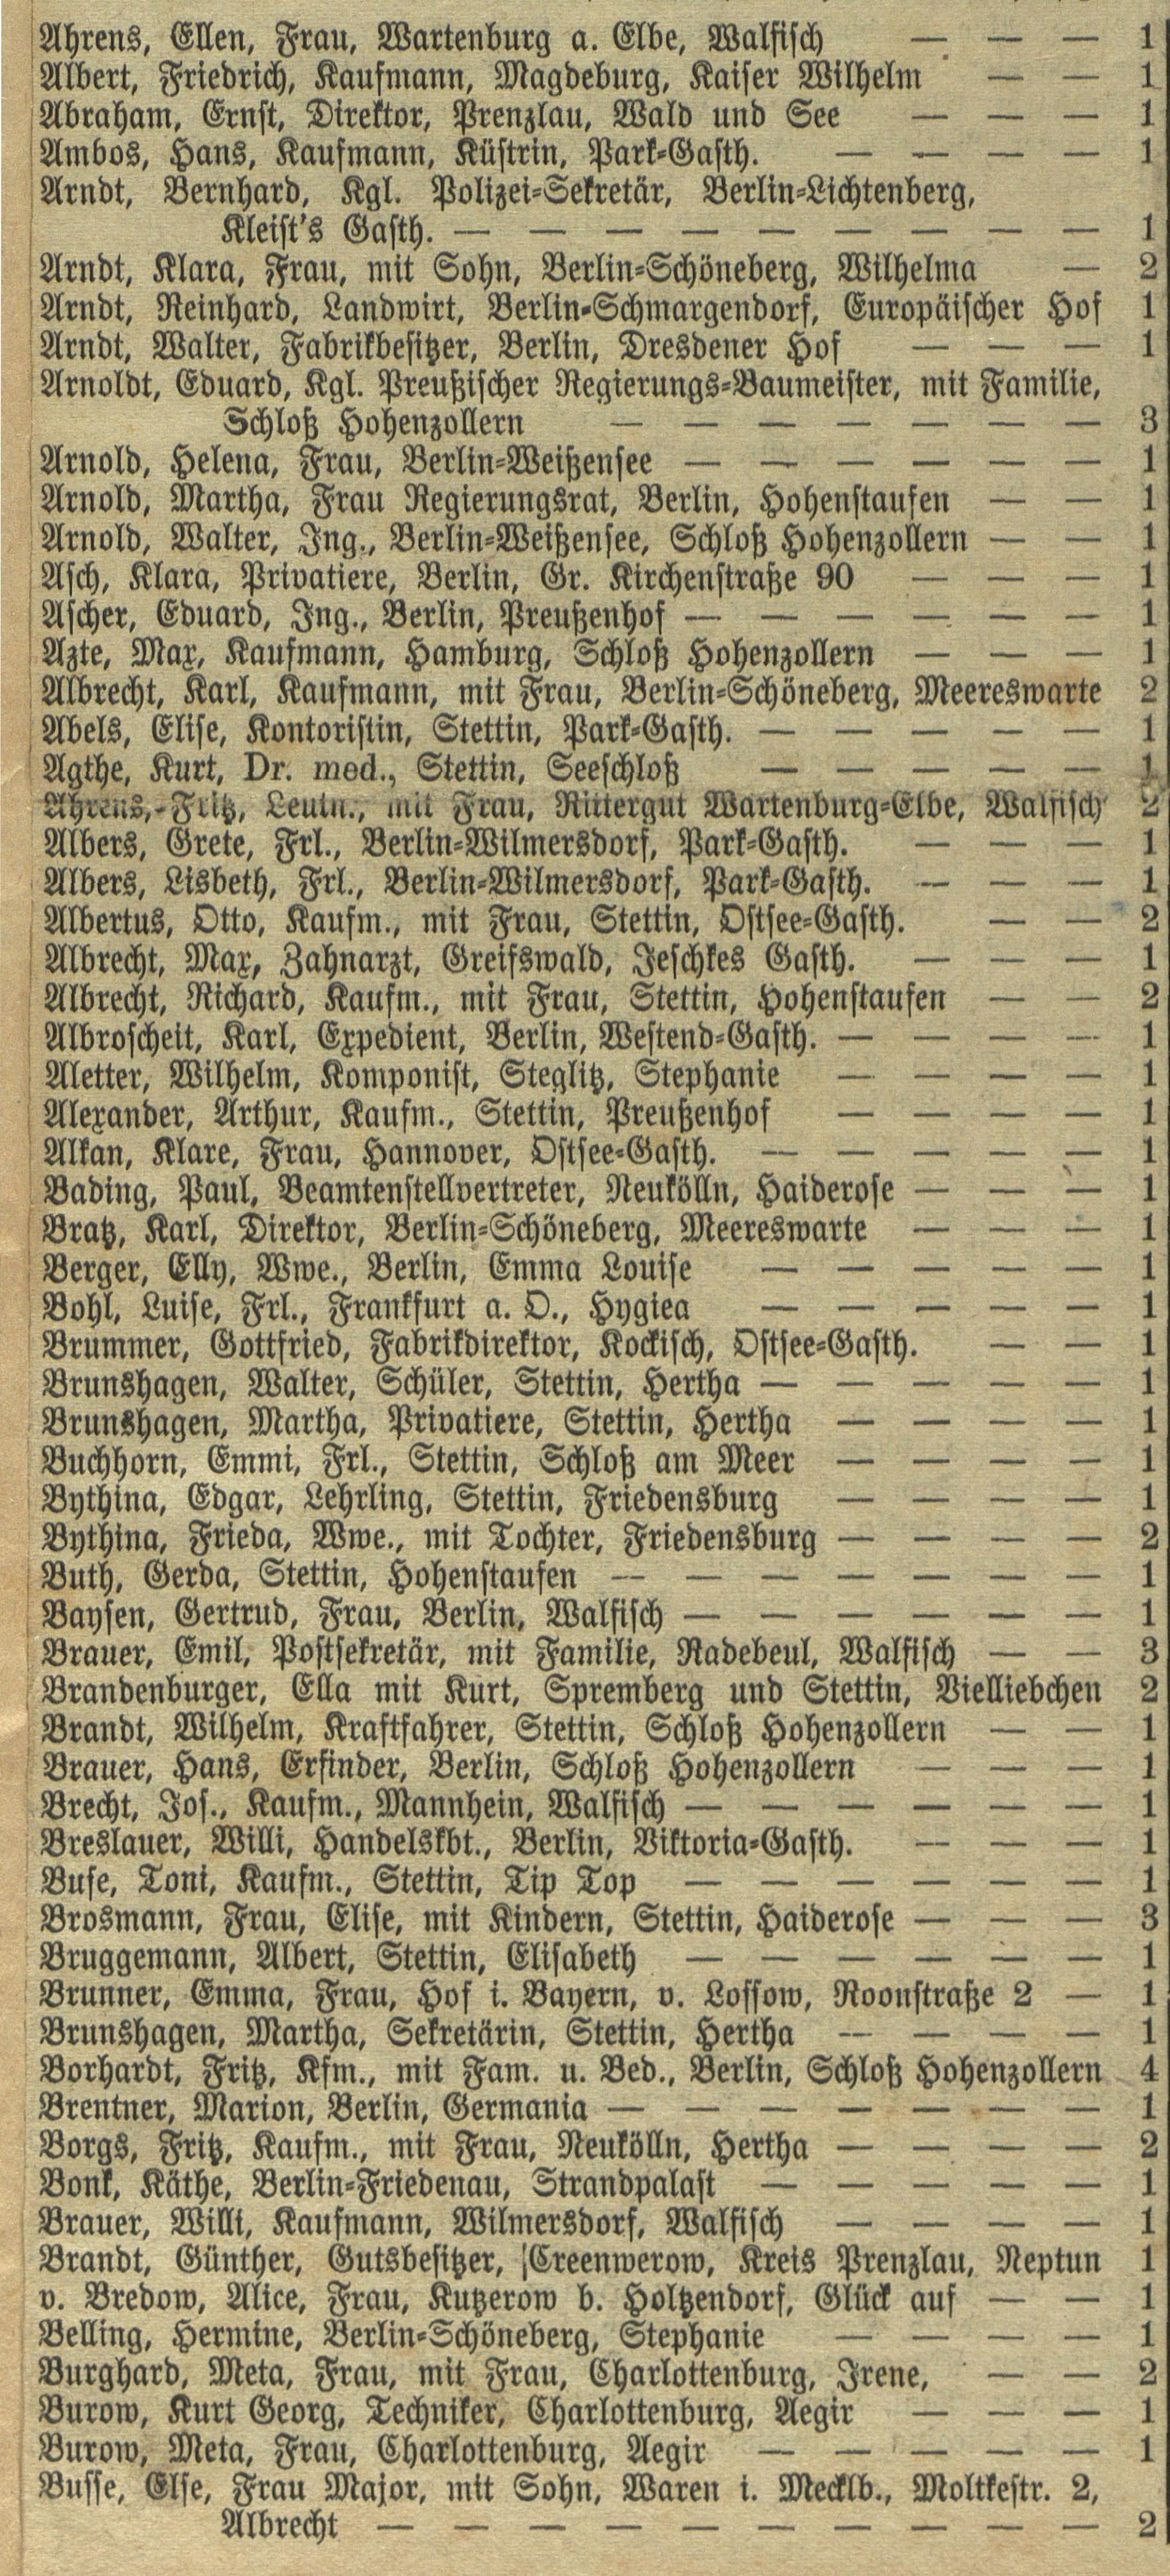 Ahrens, Ellen, Frau, Wartenburg a. Elbe, Walfisch — — — 1
Albert, Friedrich, Kaufmann, Magdeburg, Kaiser Wilhelm — — 1
Abraham, Ernst, Direktor, Prenzlau, Wald und See — — — 1
Ambos, Hans, Kaufmann, Küstrin, Park-Gasth. — — — — 1
Arndt, Bernhard, Kgl. Polizei-Sekretär, Berlin-Lichtenberg,
Kleist's Gasth. — — — — — — — — — 1
Arndt, Klara, Frau, mit Sohn, Berlin-Schöneberg, Wilhelma — 2
Arndt, Reinhard, Landwirt, Berlin-Schmargendorf, Europäischer Hof 1
Arndt, Walter, Fabrikbesitzer, Berlin, Dresdener Hof — — — 1
Arnoldt, Eduard, Kgl. Preußischer Regierungs-Baumeister, mit Familie,
Schloß Hohenzollern — — — — — — — 3
Arnold, Helena, Frau, Berlin-Weißensee — — — — — — 1
Arnold, Martha, Frau Regierungsrat, Berlin, Hohenstaufen — — 1
Arnold, Walter, Ing., Berlin-Weißensee, Schloß Hohenzollern — — 1
Asch, Klara, Privatiere, Berlin, Gr. Kirchenstraße 90 — — — 1
Ascher, Eduard, Ing., Berlin, Preußenhof — — — — — — 1
Azte, Max, Kaufmann, Hamburg, Schloß Hohenzollern — — — 1
Albrecht, Karl, Kaufmann, mit Frau, Berlin-Schöneberg, Meereswarte 2
Abels, Elise, Kontoristin, Stettin, Park-Gasth. — — — — — 1
Agthe, Kurt, Dr. med., Stettin, Seeschloß — — — — — 1
Ahrens, Fritz, Leutn., mit Frau, Rittergut Wartenburg-Elbe, Walfisch 2
Albers, Grete, Frl., Berlin-Wilmersdorf, Park-Gasth. — — — 1
Albers, Lisbeth, Frl., Berlin-Wilmersdorf, Park-Gasth. — — — 1
Albertus, Otto, Kaufm., mit Frau, Stettin, Ostsee-Gasth. — — 2
Albrecht, Max, Zahnarzt, Greifswald, Jeschkes Gasth. — — — 1
Albrecht, Richard, Kaufm., mit Frau, Stettin, Hohenstaufen — — 2
Albroscheit, Karl, Expedient, Berlin, Westend-Gasth. — — — — 1
Aletter, Wilhelm, Komponist, Steglitz, Stephanie — — — — 1
Alexander, Arthur, Kaufm., Stettin, Preußenhof — — — — 1
Alkan, Klare, Frau, Hannover, Ostsee-Gasth. — — — — — 1
Bading, Paul, Beamtenstellvertreter, Neukölln, Haiderose — — — 1
Bratz, Karl, Direktor, Berlin-Schöneberg, Meereswarte — — — 1
Berger, Elly, Wwe., Berlin, Emma Louise — — — — — 1
Bohl, Luise, Frl., Frankfurt a. O., Hygiea — — — — — 1
Brummer, Gottfried, Fabrikdirektor, Kockisch, Ostsee-Gasth. — — 1
Brunshagen, Walter, Schüler, Stettin, Hertha — — — — — 1
Brunshagen, Martha, Privatiere, Stettin, Hertha — — — — 1
Buchhorn, Emmi, Frl., Stettin, Schloß am Meer — — — — 1
Bythina, Edgar, Lehrling, Stettin, Friedensburg — — — — 1
Bythina, Frieda, Wwe., mit Tochter, Friedensburg — — — — 2
Buth, Gerda, Stettin, Hohenstaufen — — — — — — — 1
Baysen, Gertrud, Frau, Berlin, Walfisch — — — — — — 1
Brauer, Emil, Postsekretär, mit Familie, Radebeul, Walfisch — — 3
Brandenburger, Ella mit Kurt, Spremberg und Stettin, Vielliebchen 2
Brandt, Wilhelm, Kraftfahrer, Stettin, Schloß Hohenzollern — — 1
Brauer, Hans, Erfinder, Berlin, Schloß Hohenzollern — — — 1
Brecht, Jos., Kaufm., Mannhein, Walfisch — — — — — — 1
Breslauer, Willi, Handelskbt., Berlin, Viktoria-Gasth. — — — 1
Buse, Toni, Kaufm., Stettin, Tip Top — — — — — — 1
Brosmann, Frau, Elise, mit Kindern, Stettin, Haiderose — — — 3
Bruggemann, Albert, Stettin, Elisabeth — — — — — — 1
Brunner, Emma, Frau, Hof i. Bayern, v. Lossow, Roonstraße 2 — 1
Brunshagen, Martha, Sekretärin, Stettin, Hertha — — — — 1
Borhardt, Fritz, Kfm., mit Fam. u. Bed., Berlin, Schloß Hohenzollern 4
Brentner, Marion, Berlin, Germania — — — — — — — 1
Borgs, Fritz, Kaufm., mit Frau, Neukölln, Hertha — — — — 2
Bonk, Käthe, Berlin-Friedenau, Strandpalast — — — — — 1
Brauer, Willi, Kaufmann, Wilmersdorf, Walfisch — — — — 1
Brandt, Günther, Gutsbesitzer, Creenwerow, Kreis Prenzlau, Neptun 1
v. Bredow, Alice, Frau, Kutzerow b. Holtzendorf, Glück auf — — 1
Belling, Hermine, Berlin-Schöneberg, Stephanie — — — — 1
Burghard, Meta, Frau, mit Frau, Charlottenburg, Irene, — — 2
Burow, Kurt Georg, Techniker, Charlottenburg, Aegir — — — 1
Burow, Meta, Frau, Charlottenburg, Aegir — — — — — 1
Busse, Else, Frau Major, mit Sohn, Waren i. Mecklb., Moltkestr. 2,
Albrecht — — — — — — — — — — 2